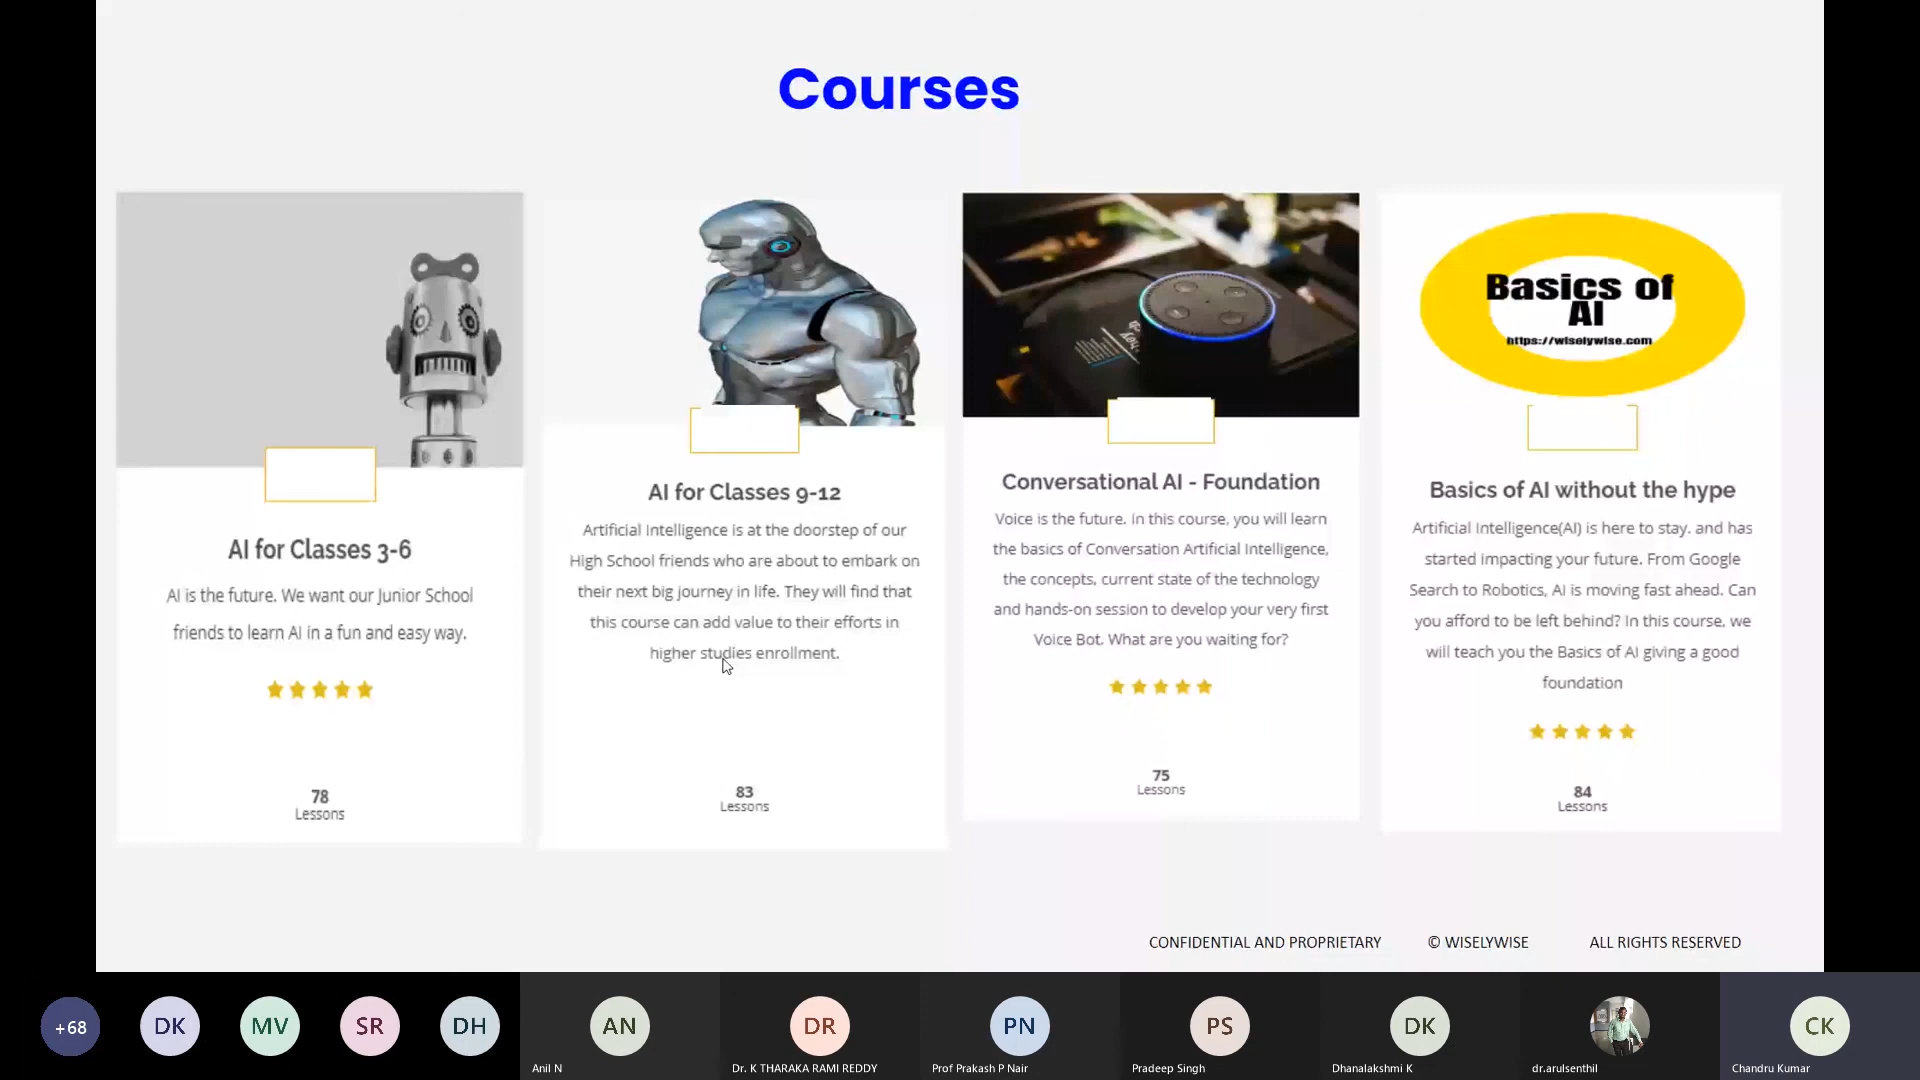 Courses
AI for Classes 3-6
AI is the future. We want our Junior School
friends to learn AI in a fun and easy way.
78
Lessons
AI for Classes 9-12
Artificial Intelligence is at the doorstep of our
High School friends who are about to embark on
their next big journey in life. They will find that
this course can add value to their efforts in
higher studies enrollment.
83
Lessons
Conversational AI - Foundation
Voice is the future. In this course, you will learn
the basics of Conversation Artificial Intelligence,
the concepts, current state of the technology
and hands-on session to develop your very first
Voice Bot. What are you waiting for?
75
Lessons
Basics of
AI
https://wiselywise.com
Basics of AI without the hype
Artificial Intelligence(AI) is here to stay. and has
started impacting your future. From Google
Search to Robotics, AI is moving fast ahead. Can
you afford to be left behind? In this course, we
will teach you the Basics of AI giving a good
foundation
84
Lessons
CONFIDENTIAL AND PROPRIETARY © WISELYWISE ALL RIGHTS RESERVED
+68 DK MV SR DH AN DR PN PS DK CK
Anil N Dr. K THARAKA RAMI REDDY Prof Prakash P Nair Pradeep Singh Dhanalakshmi K dr.arulsenthil Chandru Kumar